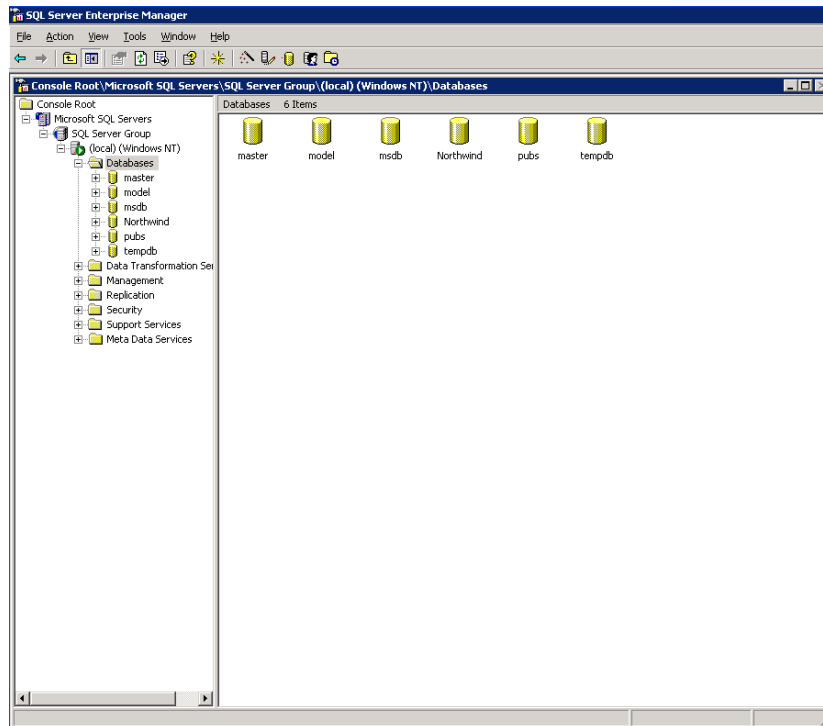 SQL Server Enterprise Manager
File Action View Tools Window Help
Console Root\Microsoft SQL Servers\SQL Server Group\(local) (Windows NT)\Databases
Console Root
Microsoft SQL Servers
SQL Server Group
(local) (Windows NT)
Databases
master
model
msdb
Northwind
pubs
tempdb
Data Transformation Ser
Management
Replication
Security
Support Services
Meta Data Services
Databases 6 Items
master model msdb Northwind pubs tempdb